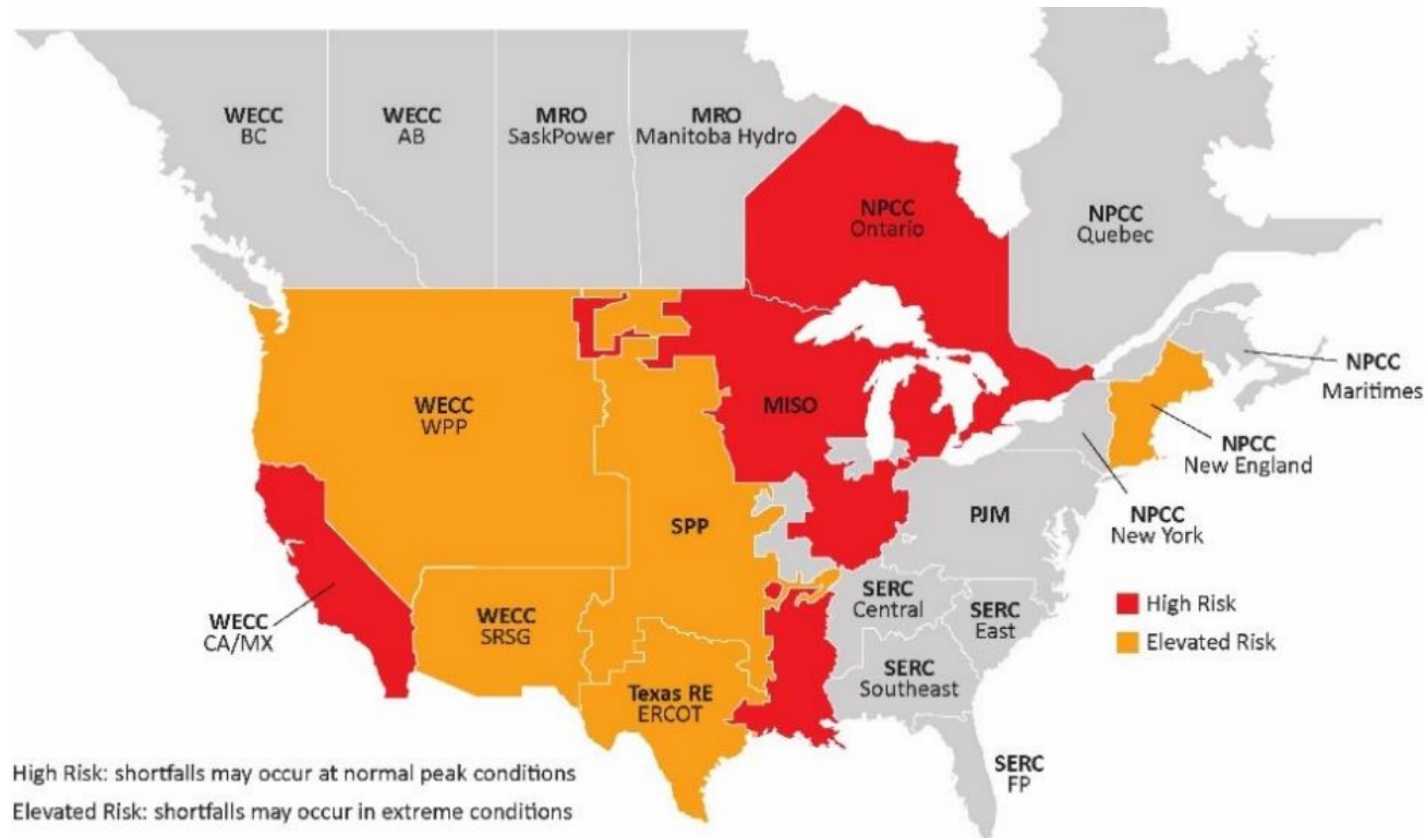 WECC
BC
WECC
AB
MRO
SaskPower
MRO
Manitoba Hydro
NPCC
Ontario
NPCC
Quebec
NPCC
Maritimes
WECC
WPP
MISO
NPCC
New England
SPP
PJM
NPCC
New York
WECC
CA/MX
WECC
SRSG
SERC
Central
SERC
East
High Risk
Elevated Risk
SERC
Southeast
Texas RE
ERCOT
SERC
FP
High Risk: shortfalls may occur at normal peak conditions
Elevated Risk: shortfalls may occur in extreme conditions